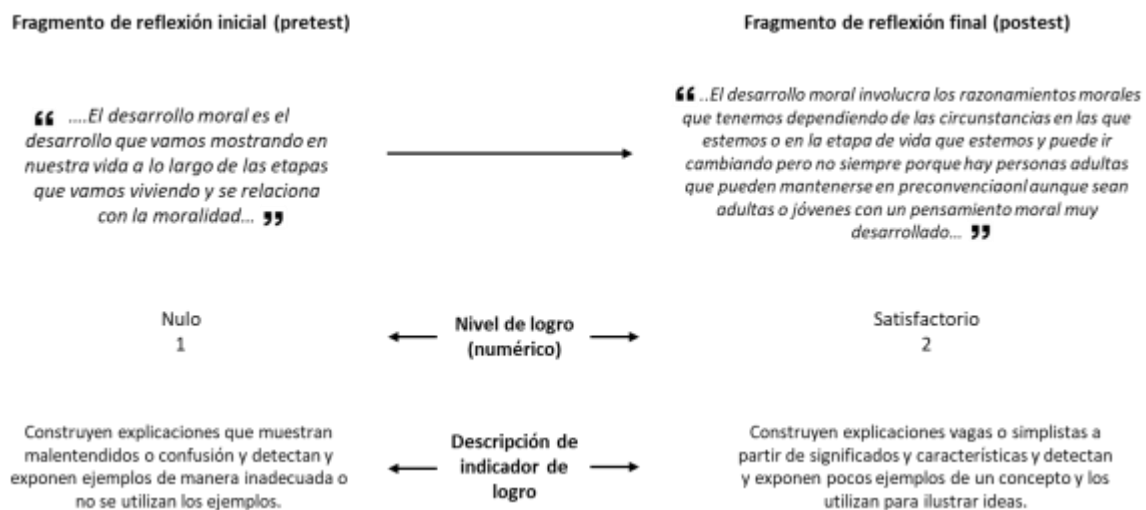 Fragmento de reflexión inicial (pretest)
Fragmento de reflexión final (postest)
“ ....El desarrollo moral es el
desarrollo que vamos mostrando en
nuestra vida a lo largo de las etapas
que vamos viviendo y se relaciona
con la moralidad... ”
“ ..El desarrollo moral involucra los razonamientos morales
que tenemos dependiendo de las circunstancias en las que
estemos o en la etapa de vida que estemos y puede ir
cambiando pero no siempre porque hay personas adultas
que pueden mantenerse en preconvenciaonl aunque sean
adultas o jóvenes con un pensamiento moral muy
desarrollado... ”
Nulo
1
Nivel de logro
(numérico)
Satisfactorio
2
Construyen explicaciones que muestran
malentendidos o confusión y detectan y
exponen ejemplos de manera inadecuada o
no se utilizan los ejemplos.
Descripción de
indicador de
logro
Construyen explicaciones vagas o simplistas a
partir de significados y características y detectan
y exponen pocos ejemplos de un concepto y los
utilizan para ilustrar ideas.